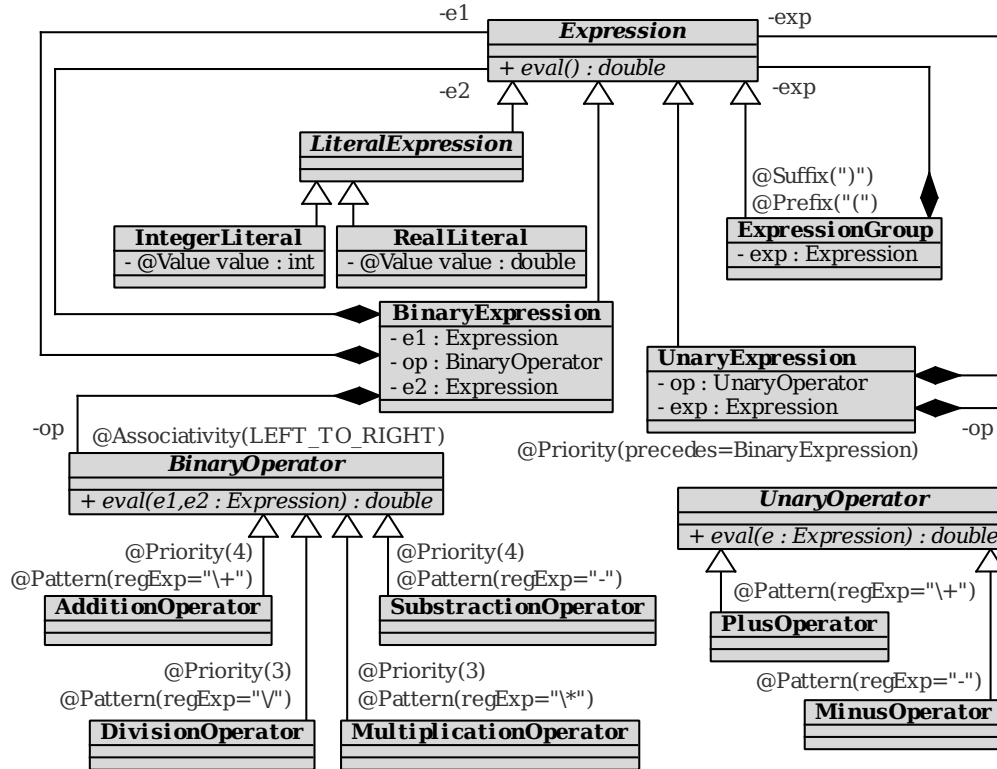 -e1
Expression
-exp
+ eval() : double
-e2
-exp
LiteralExpression
@Suffix(")")
@Prefix("(")
IntegerLiteral
- @Value value : int
RealLiteral
- @Value value : double
ExpressionGroup
- exp : Expression
BinaryExpression
- e1 : Expression
- op : BinaryOperator
- e2 : Expression
UnaryExpression
- op : UnaryOperator
- exp : Expression
-op
-op
@Associativity(LEFT_TO_RIGHT)
@Priority(precedes=BinaryExpression)
BinaryOperator
+ eval(e1,e2 : Expression) : double
UnaryOperator
+ eval(e : Expression) : double
@Priority(4)
@Pattern(regExp="\+")
AdditionOperator
@Priority(4)
@Pattern(regExp="-")
SubstractionOperator
@Pattern(regExp="\+")
PlusOperator
@Priority(3)
@Pattern(regExp="\/")
DivisionOperator
@Priority(3)
@Pattern(regExp="\*")
MultiplicationOperator
@Pattern(regExp="-")
MinusOperator